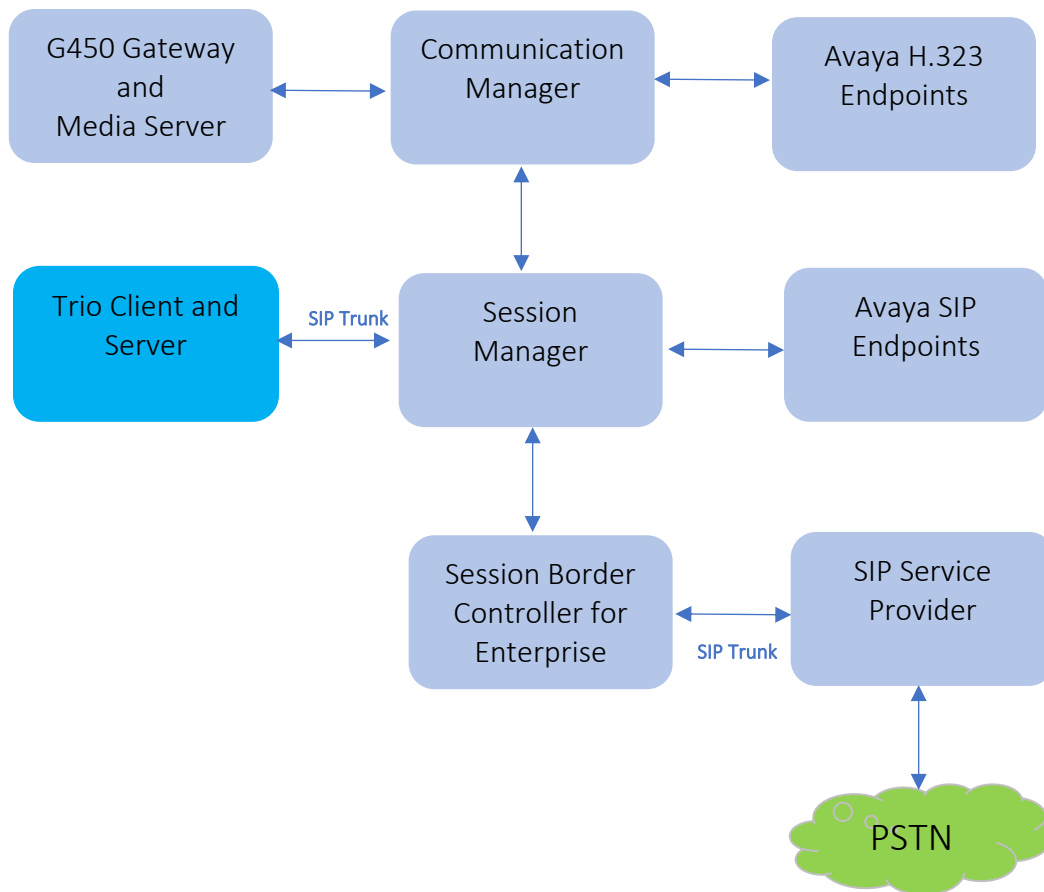 G450 Gateway
and
Media Server
Communication
Manager
Avaya H.323
Endpoints
Trio Client and
Server
SIP Trunk
Session
Manager
Avaya SIP
Endpoints
Session Border
Controller for
Enterprise
SIP Trunk
SIP Service
Provider
PSTN